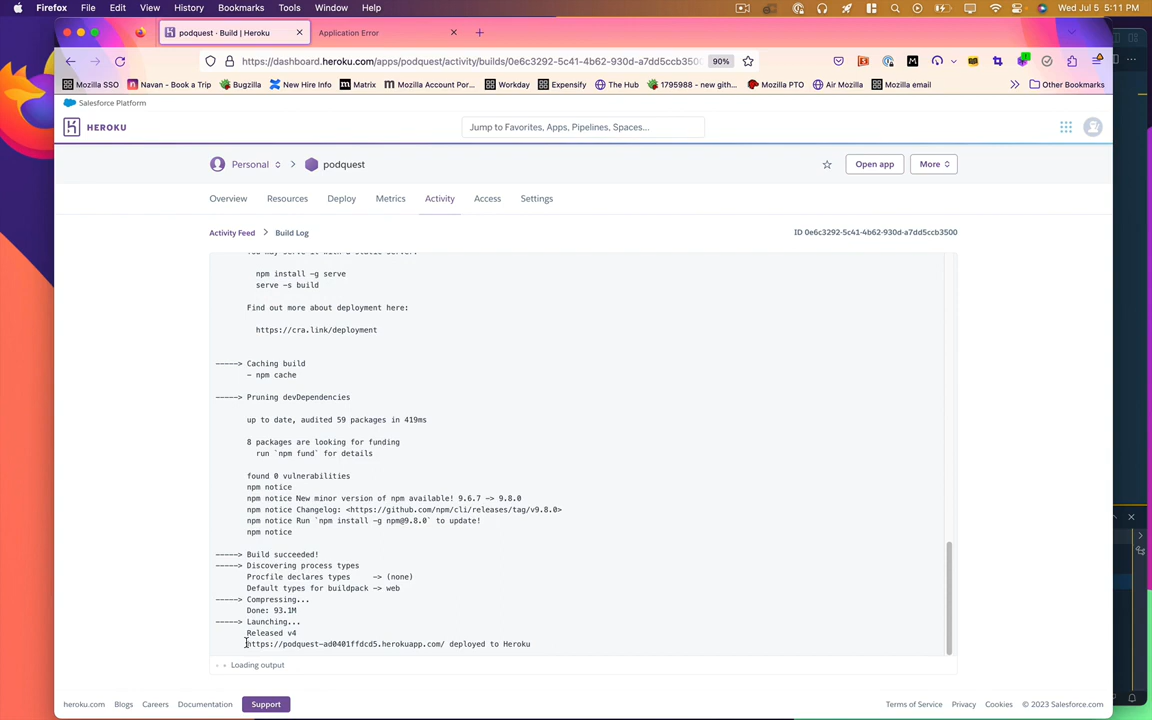 Firefox File Edit View History Bookmarks Tools Window Help Wed Jul 5 5:11 PM
podquest · Build | Heroku Application Error
https://dashboard.heroku.com/apps/podquest/activity/builds/0e6c3292-5c41-4b62-930d-a7dd5ccb3500 90%
Mozilla SSO Navan - Book a Trip Bugzilla New Hire Info Matrix Mozilla Account Por... Workday Expensify The Hub 1795988 - new githu... Mozilla PTO Air Mozilla Mozilla email Other Bookmarks
Salesforce Platform
HEROKU Jump to Favorites, Apps, Pipelines, Spaces...
Personal podquest Open app More
Overview Resources Deploy Metrics Activity Access Settings
Activity Feed Build Log ID 0e6c3292-5c41-4b62-930d-a7dd5ccb3500
You may serve it with a static server:
npm install -g serve
serve -s build
Find out more about deployment here:
https://cra.link/deployment
-----> Caching build
- npm cache
-----> Pruning devDependencies
up to date, audited 59 packages in 419ms
8 packages are looking for funding
run `npm fund` for details
found 0 vulnerabilities
npm notice
npm notice New minor version of npm available! 9.6.7 -> 9.8.0
npm notice Changelog: <https://github.com/npm/cli/releases/tag/v9.8.0>
npm notice Run `npm install -g npm@9.8.0` to update!
npm notice
-----> Build succeeded!
-----> Discovering process types
Procfile declares types -> (none)
Default types for buildpack -> web
-----> Compressing...
Done: 93.1M
-----> Launching...
Released v4
https://podquest-ad0401ffdcd5.herokuapp.com/ deployed to Heroku
Loading output
heroku.com Blogs Careers Documentation Support Terms of Service Privacy Cookies © 2023 Salesforce.com